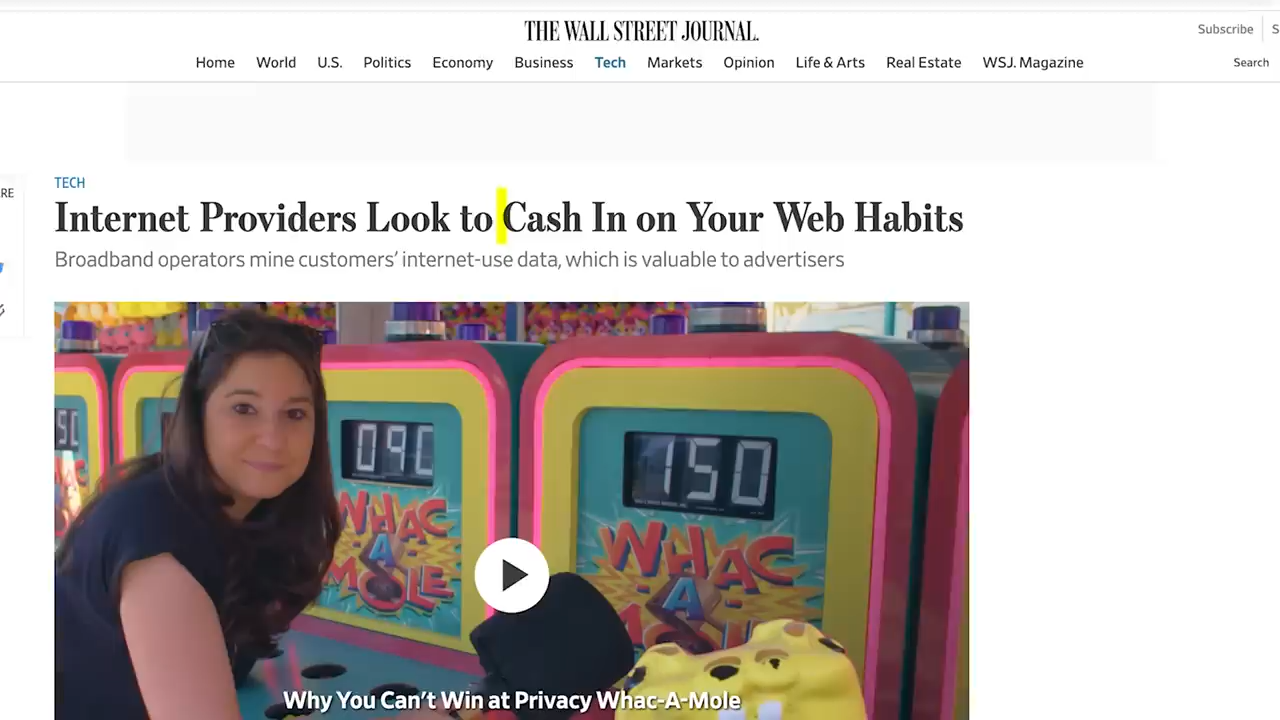 THE WALL STREET JOURNAL.
Subscribe
S
Home World U.S. Politics Economy Business Tech Markets Opinion Life & Arts Real Estate WSJ. Magazine
Search
TECH
RE
Internet Providers Look to Cash In on Your Web Habits
Broadband operators mine customers’ internet-use data, which is valuable to advertisers
50
090
150
WHAC
A
MOLE
WHAC
A
Why You Can’t Win at Privacy Whac-A-Mole